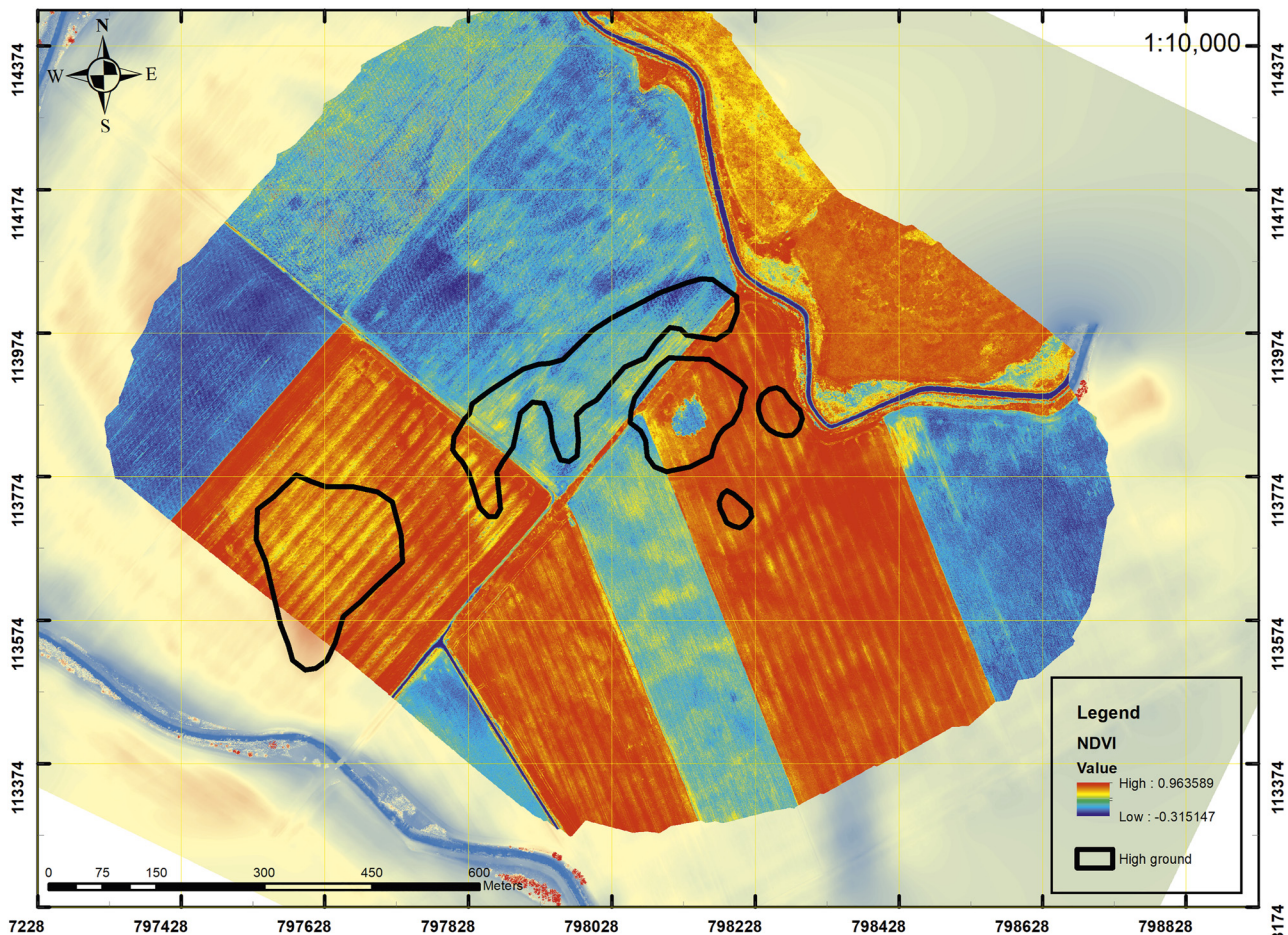 N
W E
S
1:10,000
114374
114174
113974
113774
113574
113374
114374
114174
113974
113774
113574
113374
3174
Legend
NDVI
Value
High : 0.963589
Low : -0.315147
High ground
0 75 150 300 450 600
Meters
7228 797428 797628 797828 798028 798228 798428 798628 798828